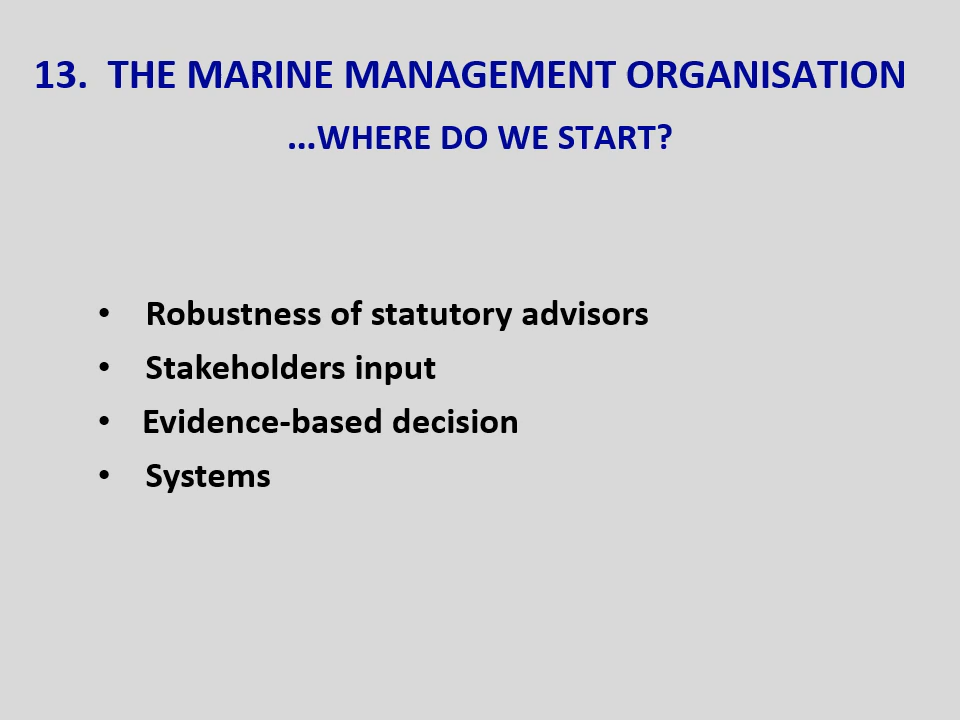 13. THE MARINE MANAGEMENT ORGANISATION
...WHERE DO WE START?
• Robustness of statutory advisors
• Stakeholders input
• Evidence-based decision
• Systems